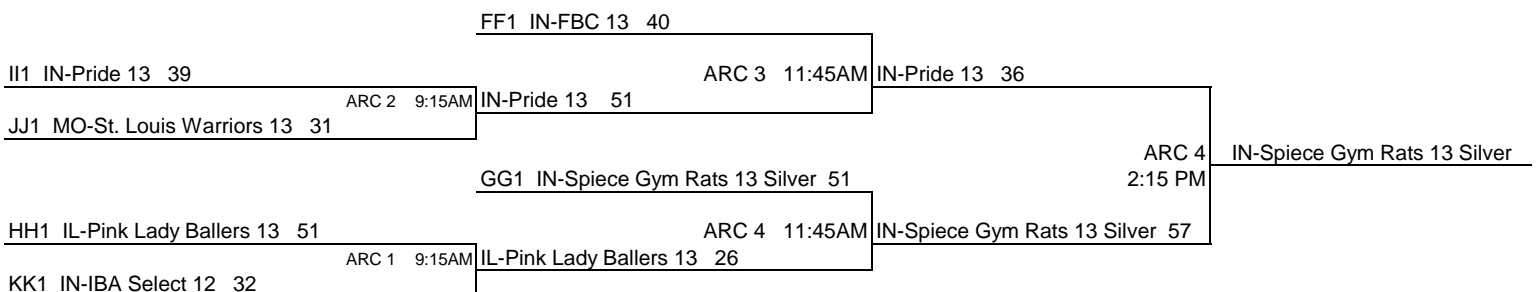 FF1 IN-FBC 13 40
II1 IN-Pride 13 39
ARC 3 11:45AM IN-Pride 13 36
ARC 2 9:15AM IN-Pride 13 51
JJ1 MO-St. Louis Warriors 13 31
ARC 4 IN-Spiece Gym Rats 13 Silver
GG1 IN-Spiece Gym Rats 13 Silver 51
2:15 PM
HH1 IL-Pink Lady Ballers 13 51
ARC 4 11:45AM IN-Spiece Gym Rats 13 Silver 57
ARC 1 9:15AM IL-Pink Lady Ballers 13 26
KK1 IN-IBA Select 12 32